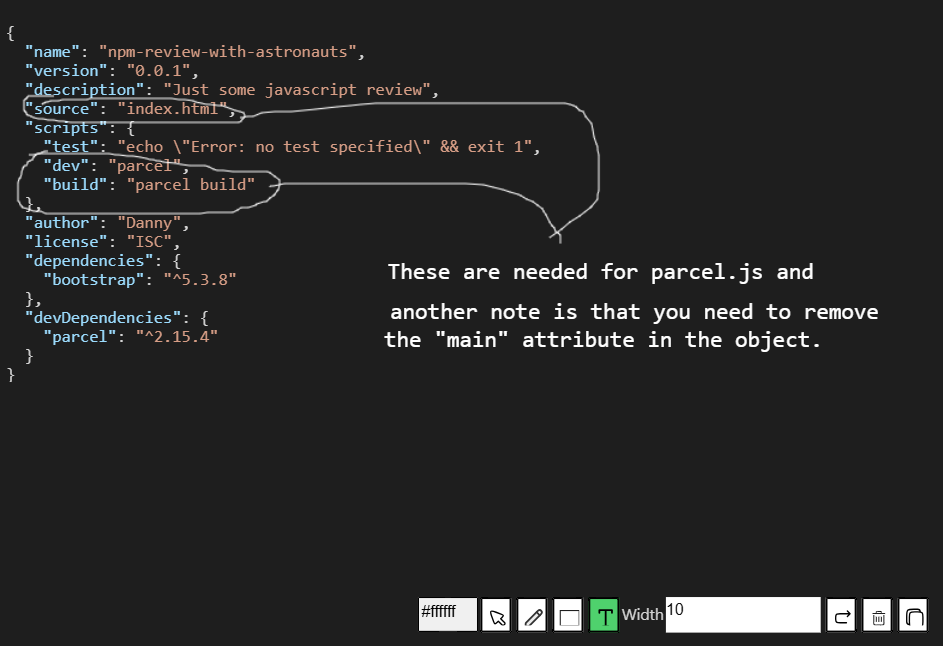 {
"name": "npm-review-with-astronauts",
"version": "0.0.1",
"description": "Just some javascript review",
"source": "index.html",
"scripts": {
"test": "echo \"Error: no test specified\" && exit 1",
"dev": "parcel",
"build": "parcel build"
},
"author": "Danny",
"license": "ISC",
"dependencies": {
"bootstrap": "^5.3.8"
},
"devDependencies": {
"parcel": "^2.15.4"
}
}
These are needed for parcel.js and
another note is that you need to remove
the "main" attribute in the object.
#ffffff T Width 10